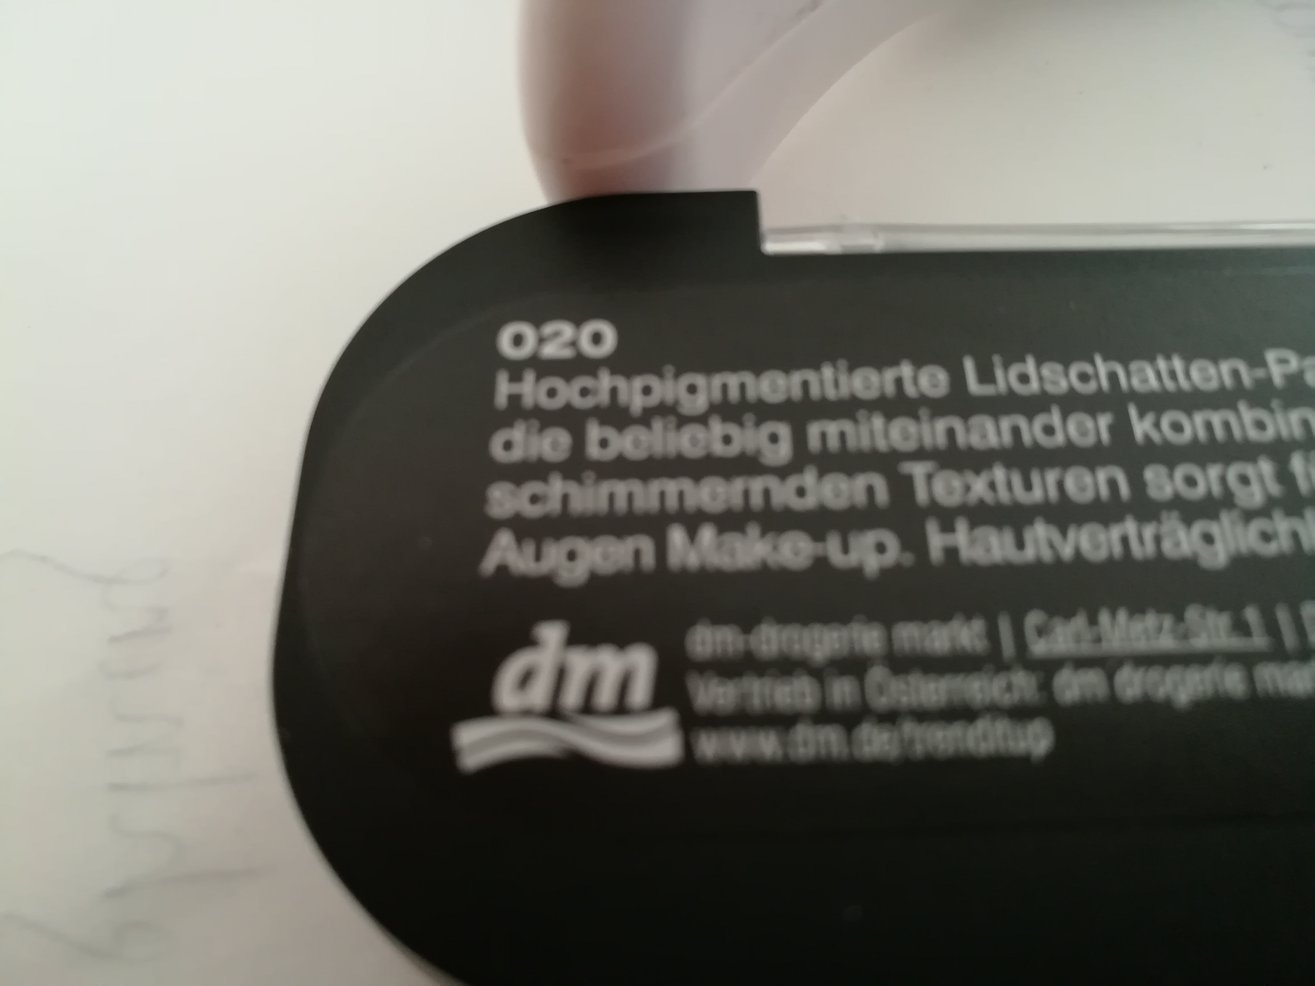 020
Hochpigmentierte Lidschatten-Pa
die beliebig miteinander kombin
schimmernden Texturen sorgt f
Augen Make-up. Hautverträglich
dm
dm-drogerie markt | Carl-Metz-Str. 1 |
Vertrieb in Österreich: dm drogerie ma
www.dm.de/trenditup